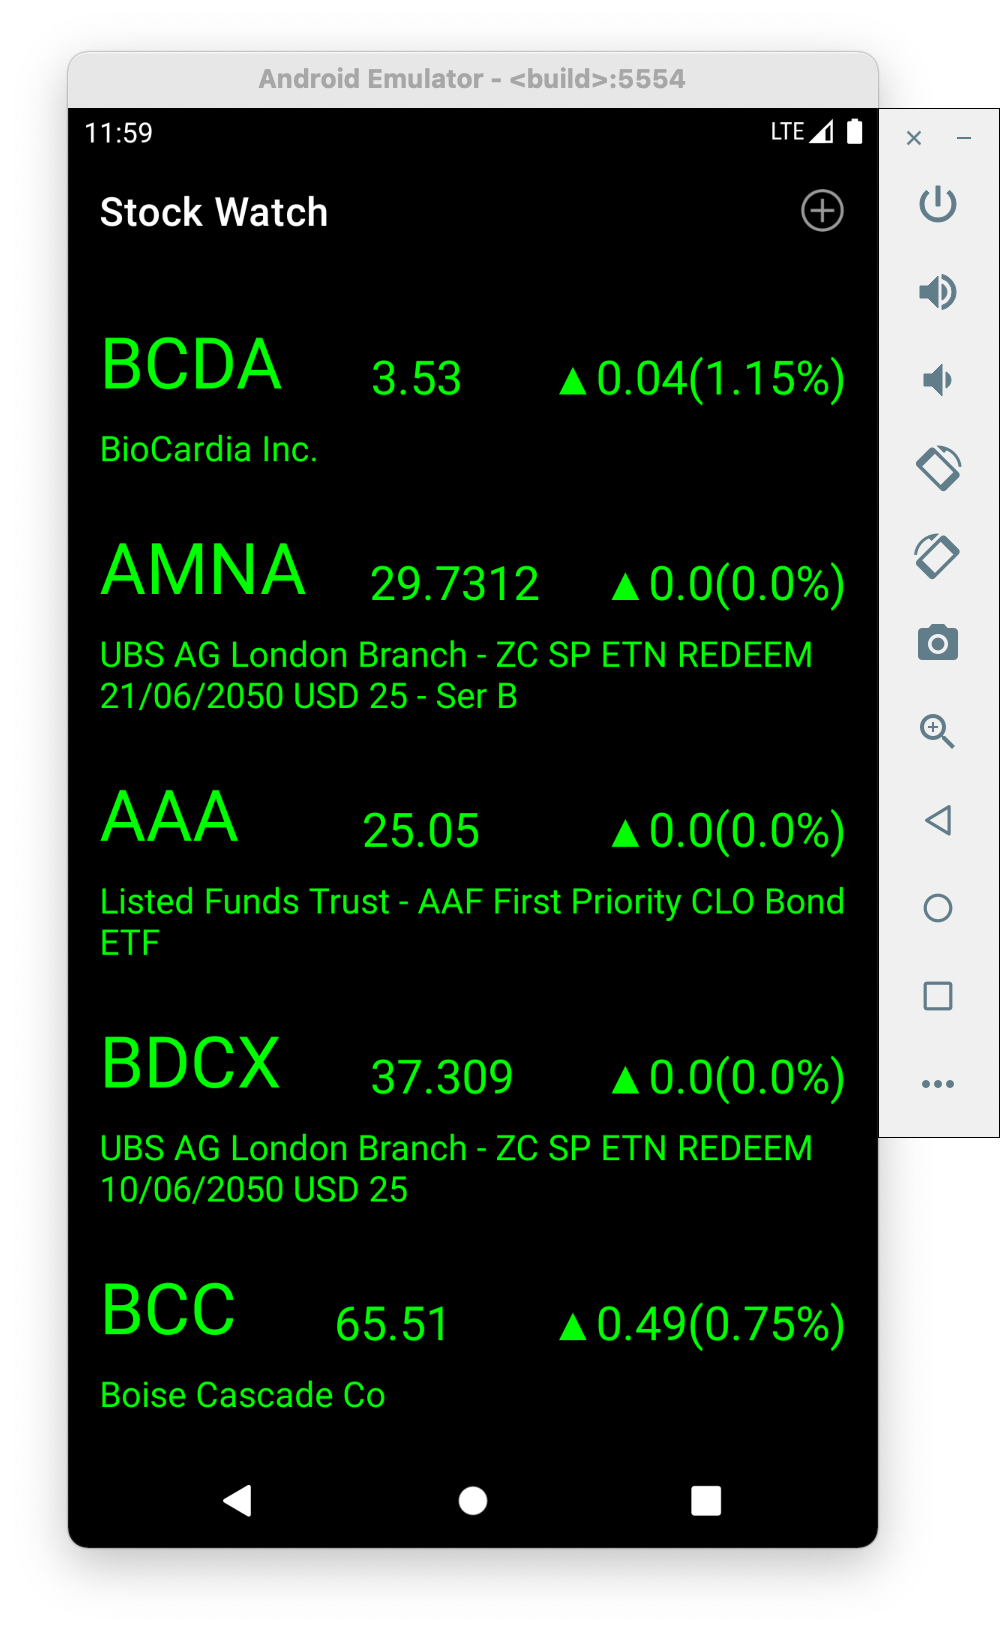 Android Emulator - <build>:5554
11:59 LTE
Stock Watch
BCDA 3.53 ▲0.04(1.15%)
BioCardia Inc.
AMNA 29.7312 ▲0.0(0.0%)
UBS AG London Branch - ZC SP ETN REDEEM
21/06/2050 USD 25 - Ser B
AAA 25.05 ▲0.0(0.0%)
Listed Funds Trust - AAF First Priority CLO Bond
ETF
BDCX 37.309 ▲0.0(0.0%)
UBS AG London Branch - ZC SP ETN REDEEM
10/06/2050 USD 25
BCC 65.51 ▲0.49(0.75%)
Boise Cascade Co